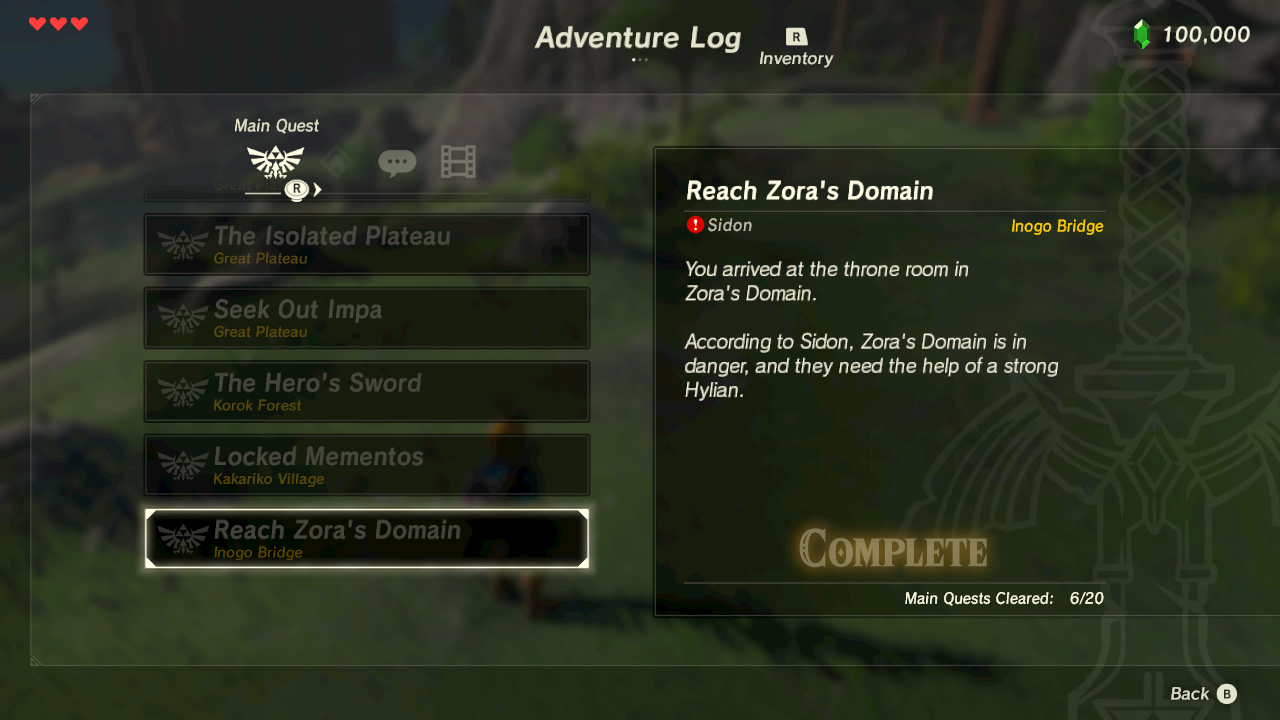 Adventure Log
R
Inventory
100,000
Main Quest
R
Great Plateau
The Isolated Plateau
Great Plateau
Seek Out Impa
Great Plateau
The Hero's Sword
Korok Forest
Locked Mementos
Kakariko Village
Reach Zora's Domain
Inogo Bridge
Reach Zora's Domain
! Sidon
Inogo Bridge
You arrived at the throne room in
Zora's Domain.
According to Sidon, Zora's Domain is in
danger, and they need the help of a strong
Hylian.
COMPLETE
Main Quests Cleared: 6/20
Back B